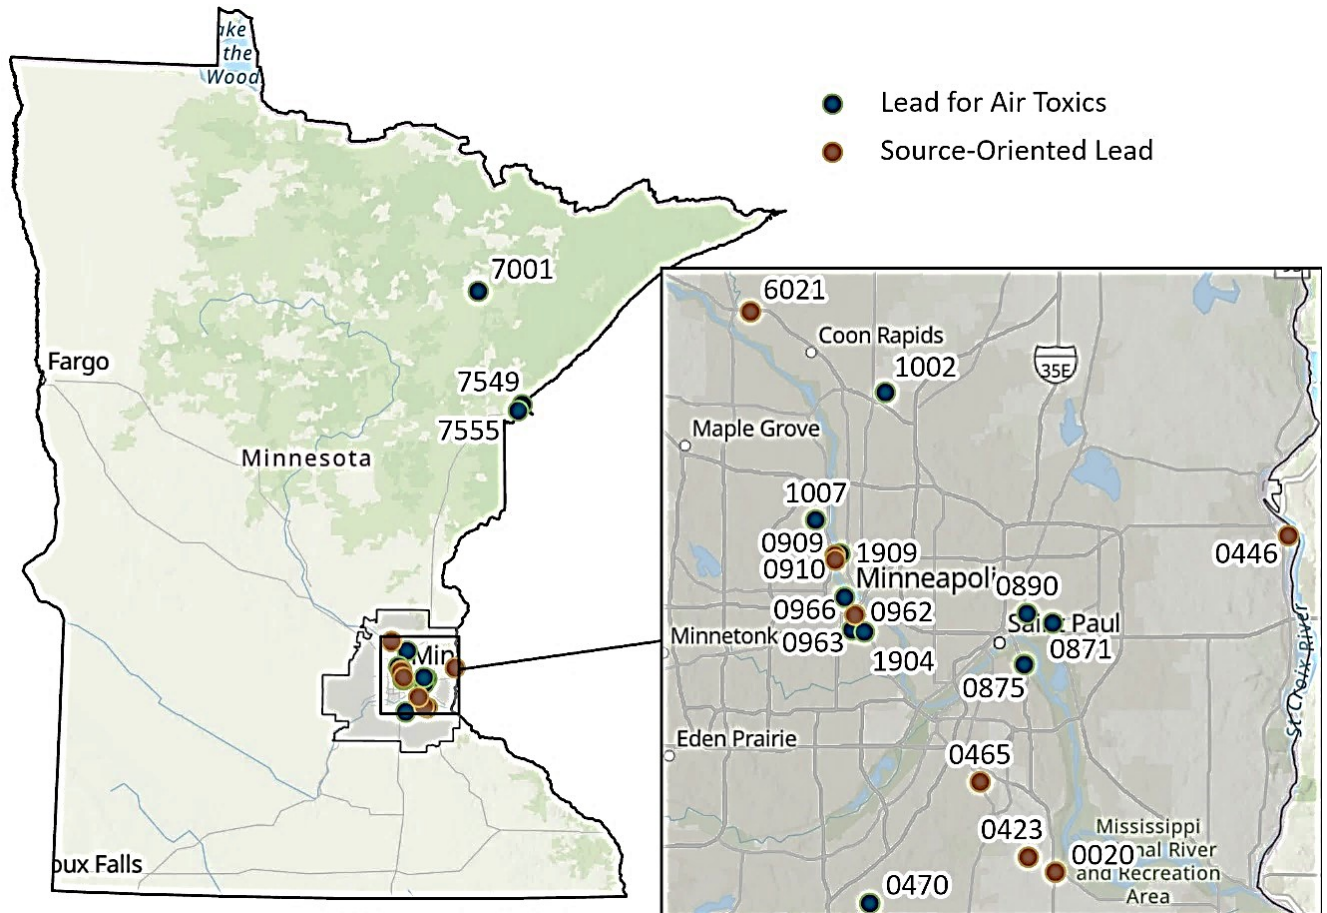 ake
the
Wood
Lead for Air Toxics
Source-Oriented Lead
7001
Fargo
7549
7555
Minnesota
Min
oux Falls
6021
Coon Rapids
1002
35E
Maple Grove
1007
0909
1909
0910
Minneapoli
0446
0890
0966
0962
Saint Paul
Minnetonk
0963
0871
1904
0875
St Croix River
Eden Prairie
0465
0423
Mississippi
0020
nal River
and Recreation
Area
0470